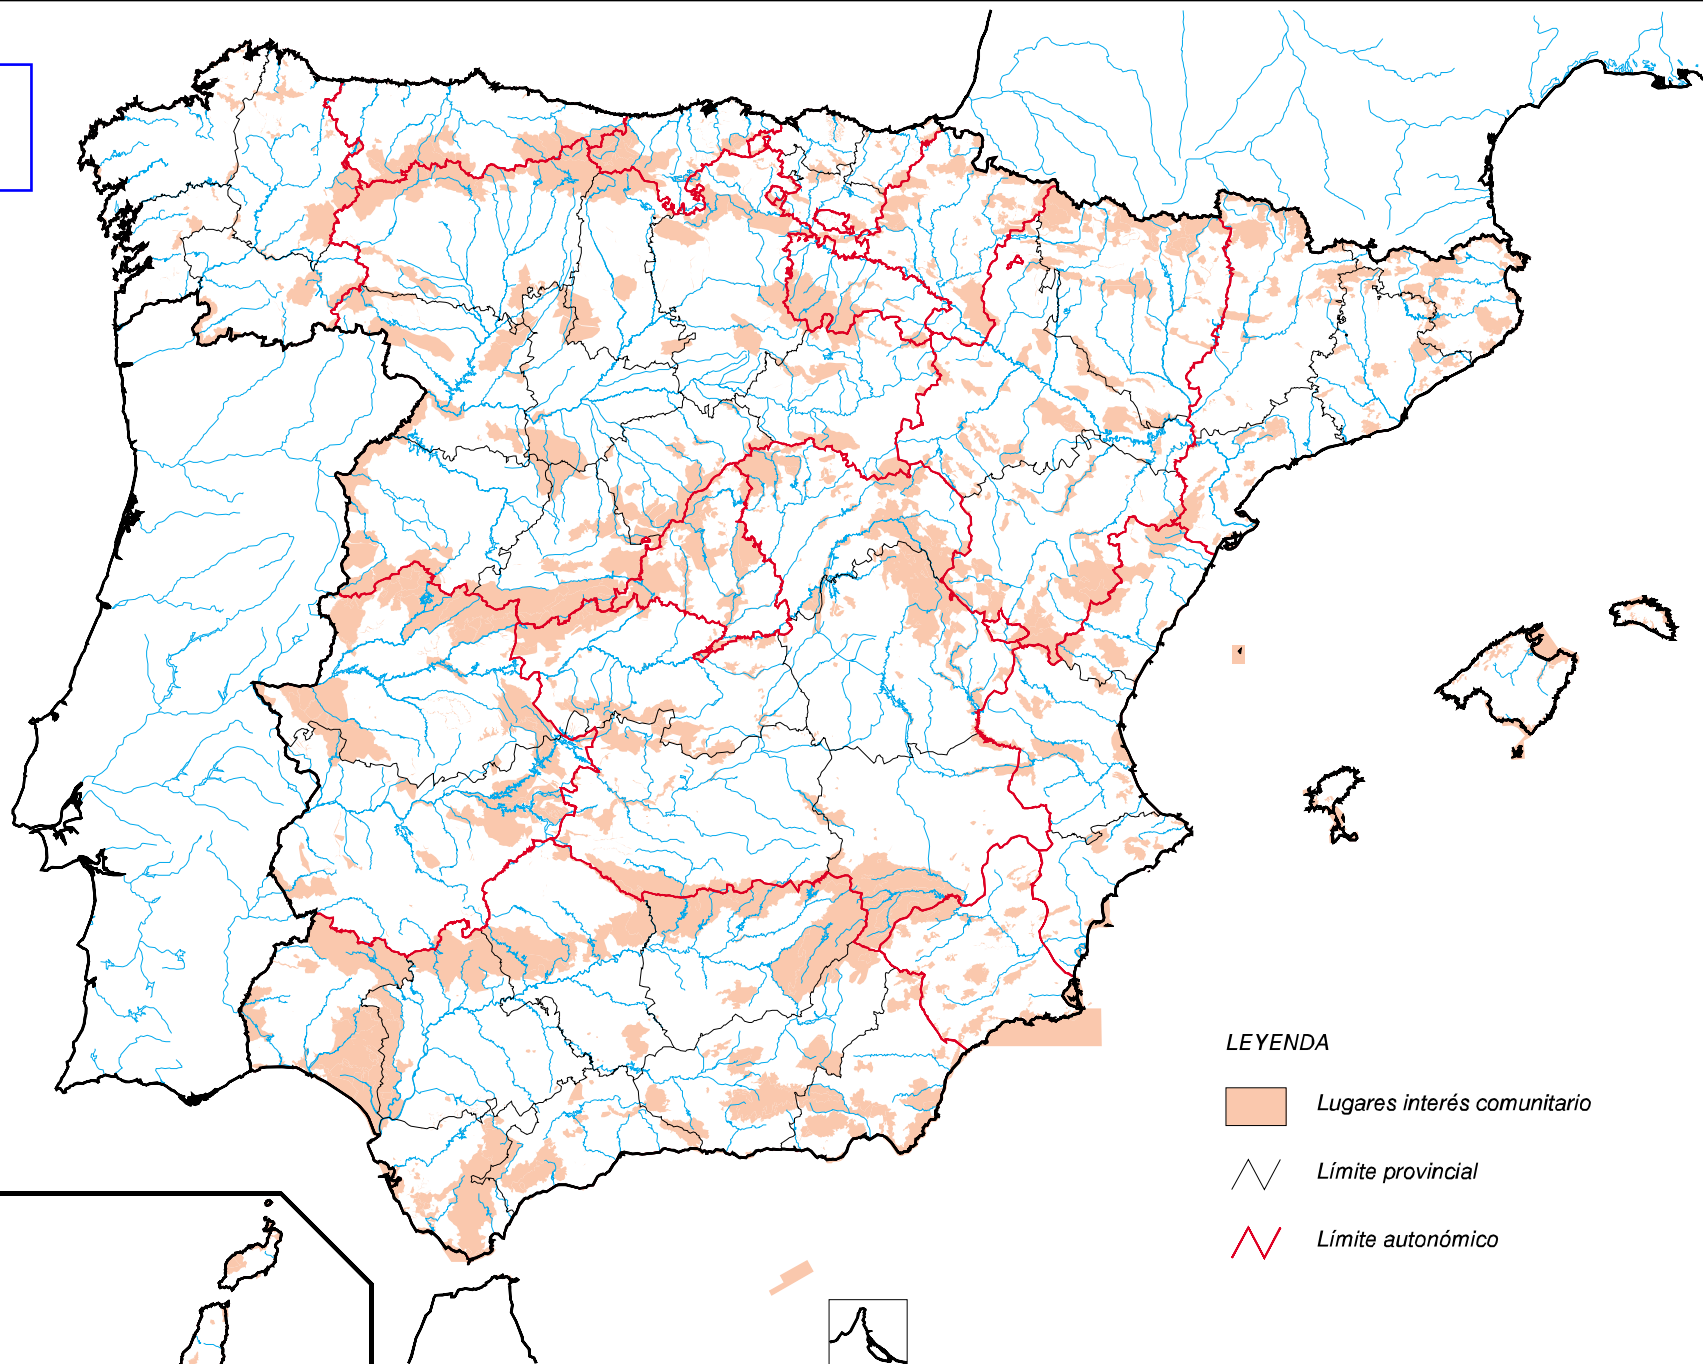 LEYENDA
Lugares interés comunitario
Límite provincial
Límite autonómico